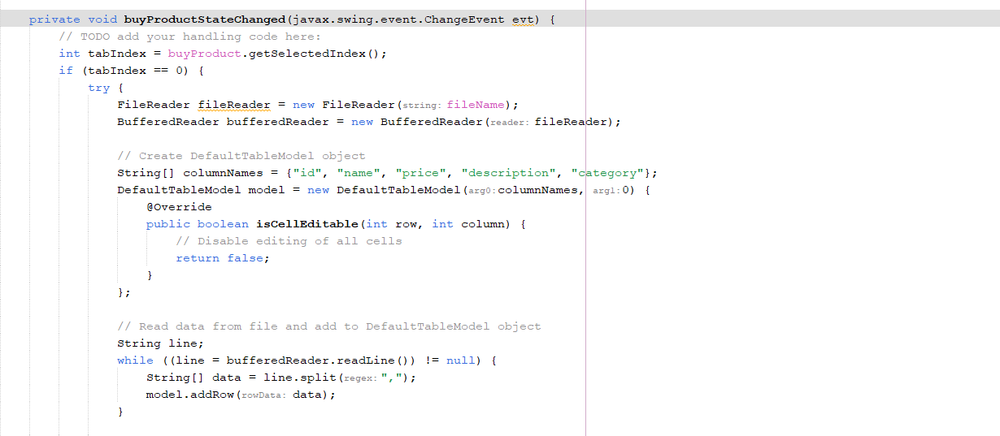 private void buyProductStateChanged(javax.swing.event.ChangeEvent evt) {
// TODO add your handling code here:
int tabIndex = buyProduct.getSelectedIndex();
if (tabIndex == 0) {
try {
FileReader fileReader = new FileReader(string: fileName);
BufferedReader bufferedReader = new BufferedReader(reader: fileReader);
// Create DefaultTableModel object
String[] columnNames = {"id", "name", "price", "description", "category"};
DefaultTableModel model = new DefaultTableModel(arg0: columnNames, arg1: 0) {
@Override
public boolean isCellEditable(int row, int column) {
// Disable editing of all cells
return false;
}
};
// Read data from file and add to DefaultTableModel object
String line;
while ((line = bufferedReader.readLine()) != null) {
String[] data = line.split(regex: ",");
model.addRow(rowData: data);
}